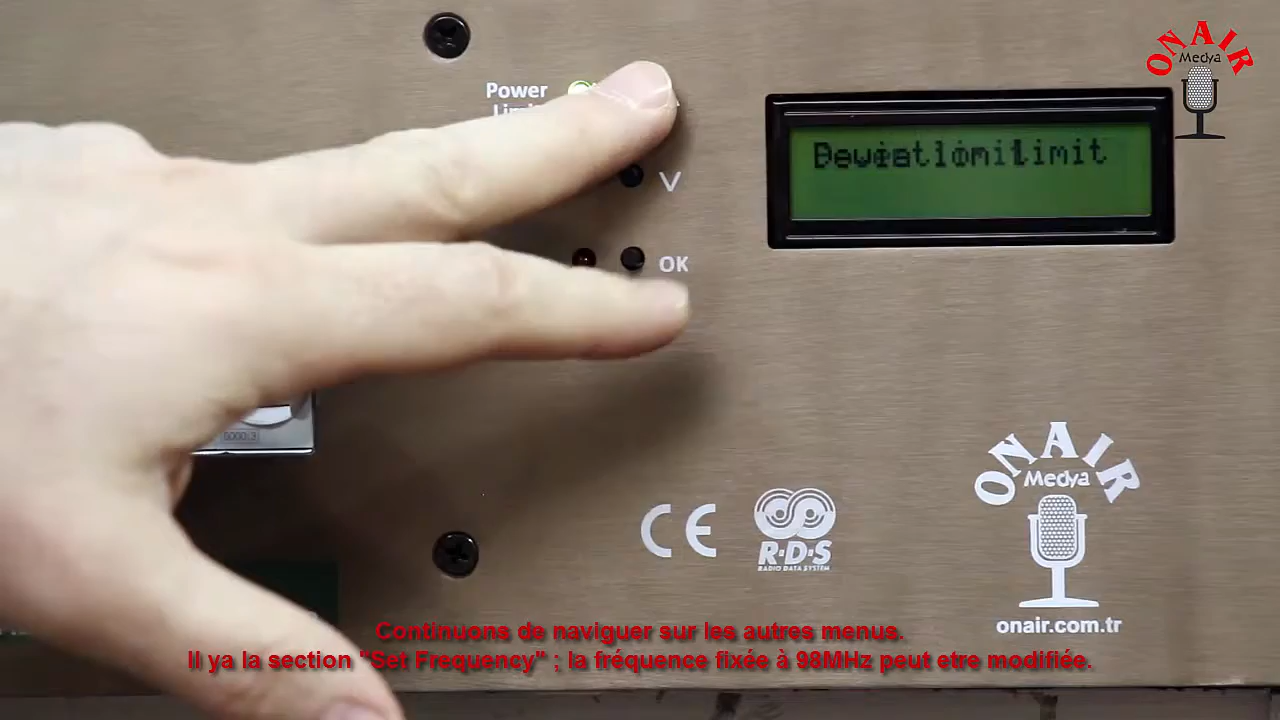 ONAIR
Medya
Power
V
OK
CE
R·D·S
RADIO DATA SYSTEM
ONAIR
Medya
onair.com.tr
Continuons de naviguer sur les autres menus.
Il ya la section "Set Frequency" ; la fréquence fixée à 98MHz peut etre modifiée.